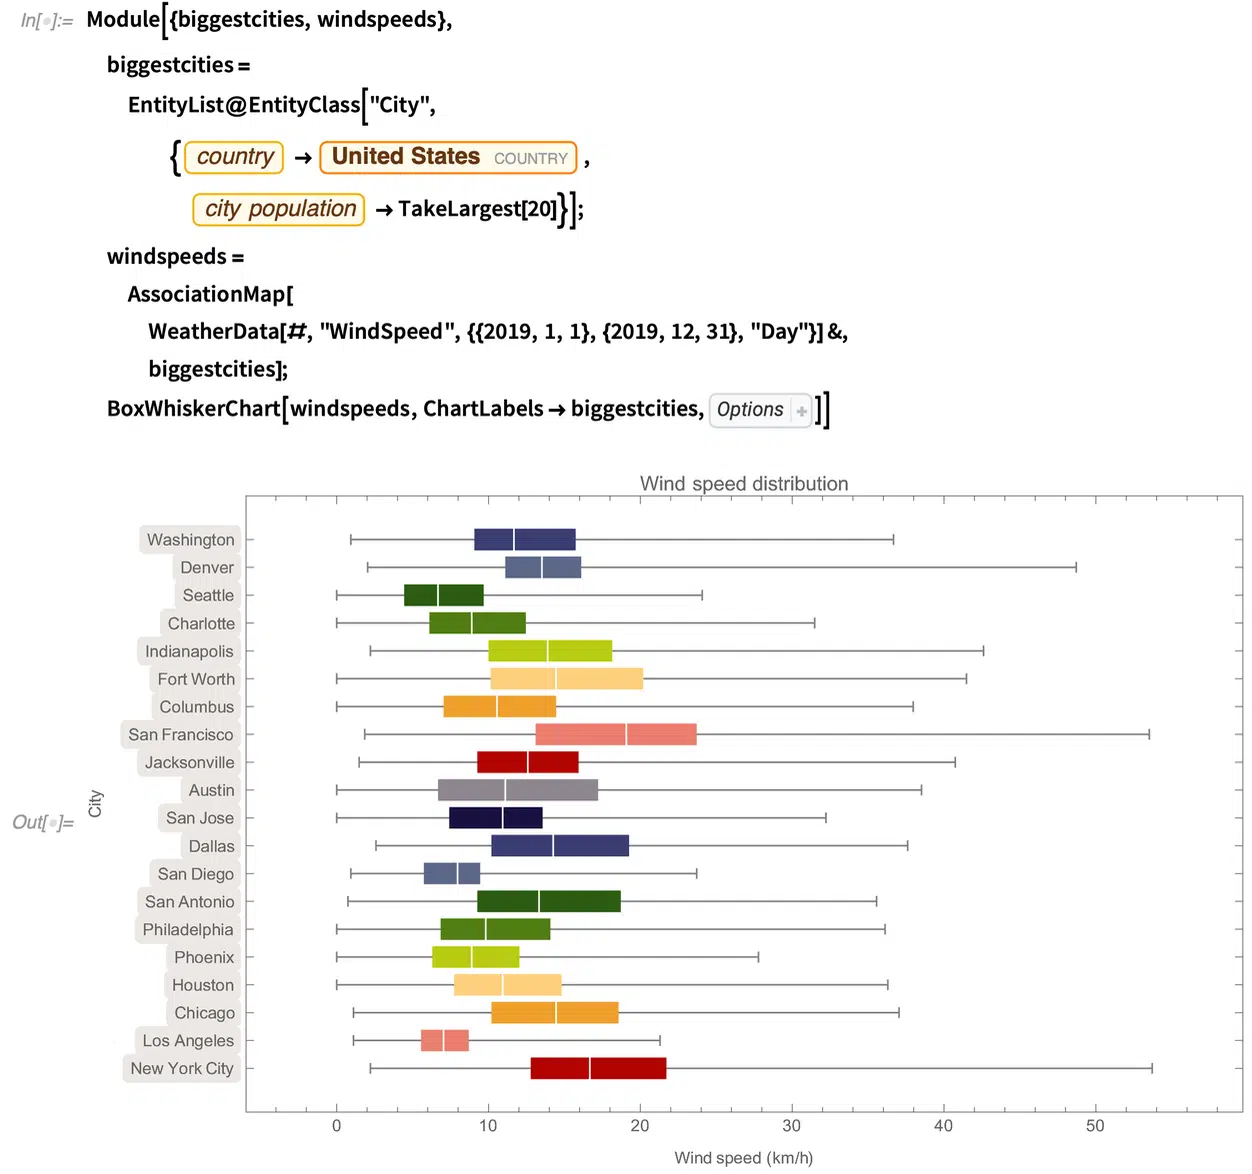 In[●]:= Module[{biggestcities, windspeeds},
biggestcities =
EntityList@EntityClass["City",
{country → United States COUNTRY ,
city population → TakeLargest[20]}];
windspeeds =
AssociationMap[
WeatherData[#, "WindSpeed", {{2019, 1, 1}, {2019, 12, 31}, "Day"}] &,
biggestcities];
BoxWhiskerChart[windspeeds, ChartLabels → biggestcities, Options +]]
Wind speed distribution
Washington
Denver
Seattle
Charlotte
Indianapolis
Fort Worth
Columbus
San Francisco
Jacksonville
Austin
San Jose
Out[●]=
City
Dallas
San Diego
San Antonio
Philadelphia
Phoenix
Houston
Chicago
Los Angeles
New York City
0 10 20 30 40 50
Wind speed (km/h)